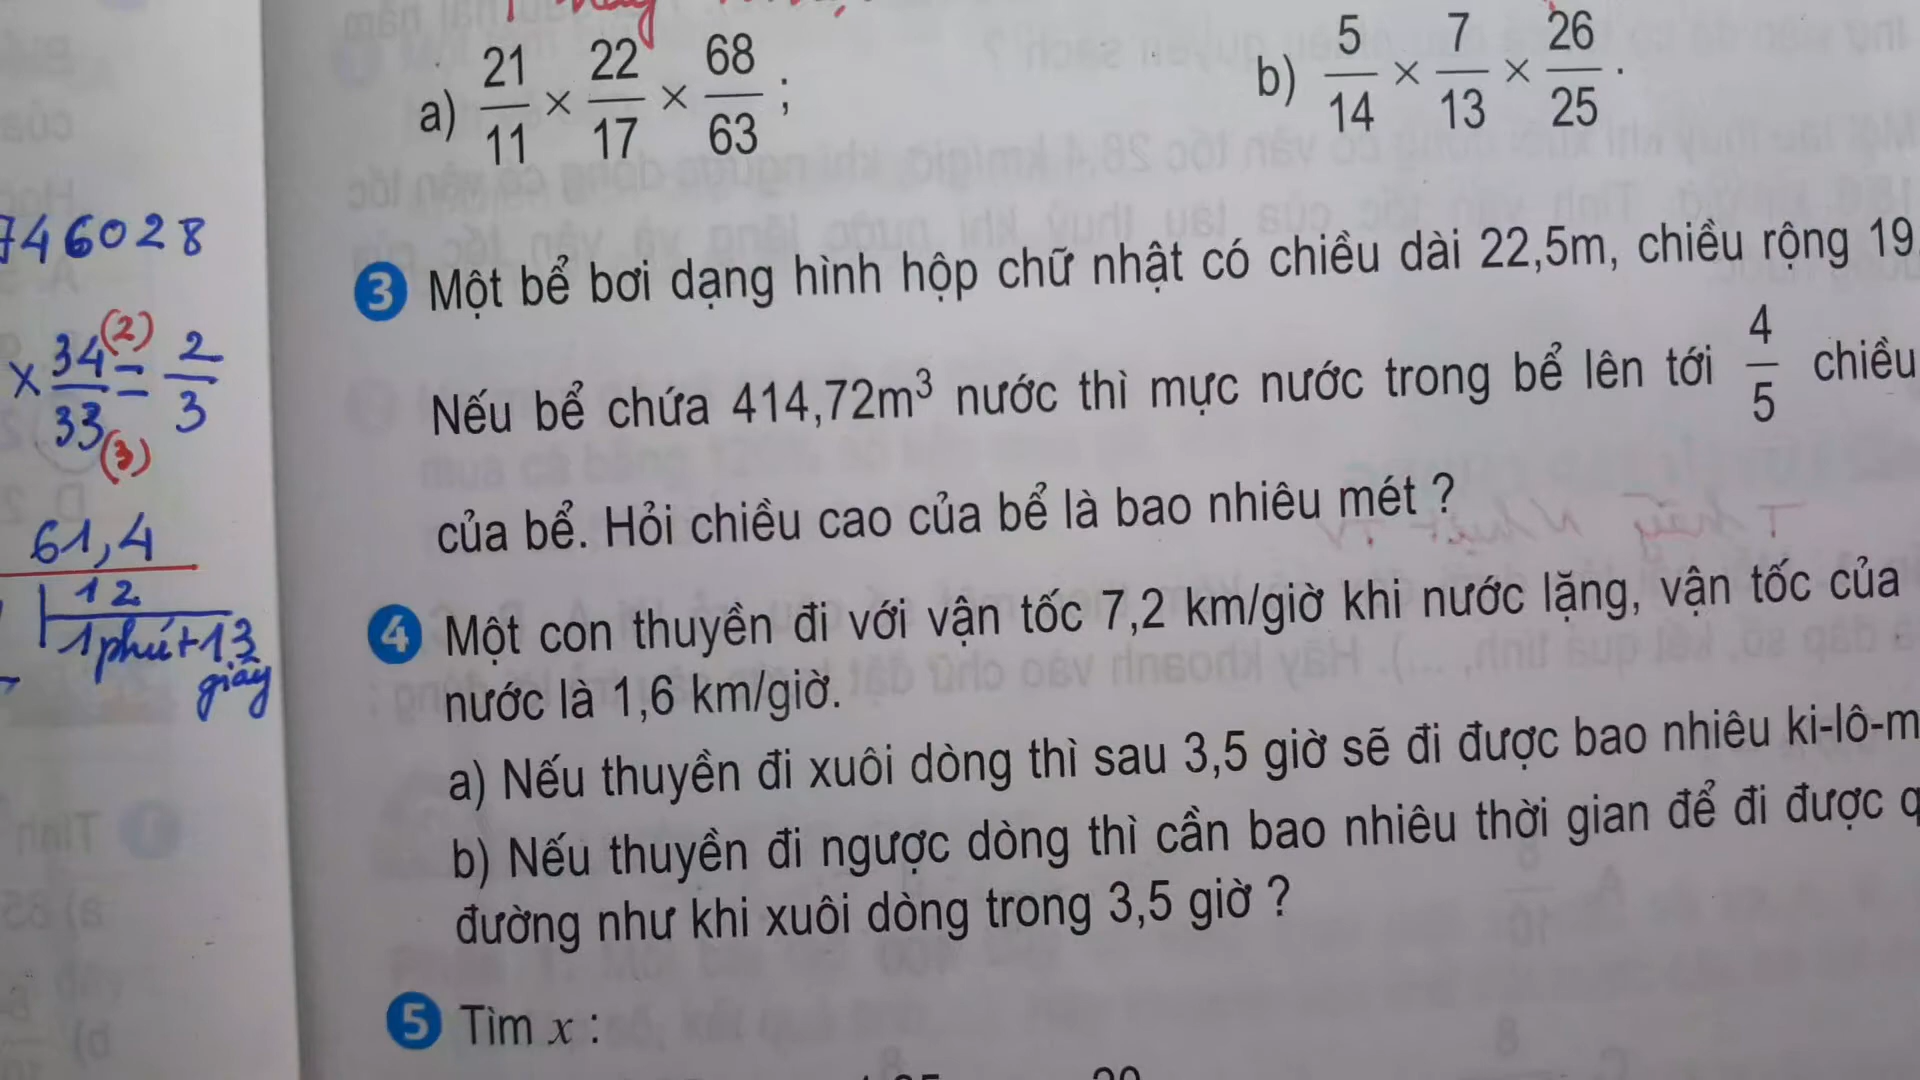 a) 21/11 × 22/17 × 68/63 ;
b) 5/14 × 7/13 × 26/25 .
746028
× 34/33 (2) (3) = 2/3
61,4
12
1 phút + 13
giây
3 Một bể bơi dạng hình hộp chữ nhật có chiều dài 22,5m, chiều rộng 19
Nếu bể chứa 414,72m³ nước thì mực nước trong bể lên tới 4/5 chiều
của bể. Hỏi chiều cao của bể là bao nhiêu mét ?
4 Một con thuyền đi với vận tốc 7,2 km/giờ khi nước lặng, vận tốc của
nước là 1,6 km/giờ.
a) Nếu thuyền đi xuôi dòng thì sau 3,5 giờ sẽ đi được bao nhiêu ki-lô-m
b) Nếu thuyền đi ngược dòng thì cần bao nhiêu thời gian để đi được q
đường như khi xuôi dòng trong 3,5 giờ ?
5 Tìm x :